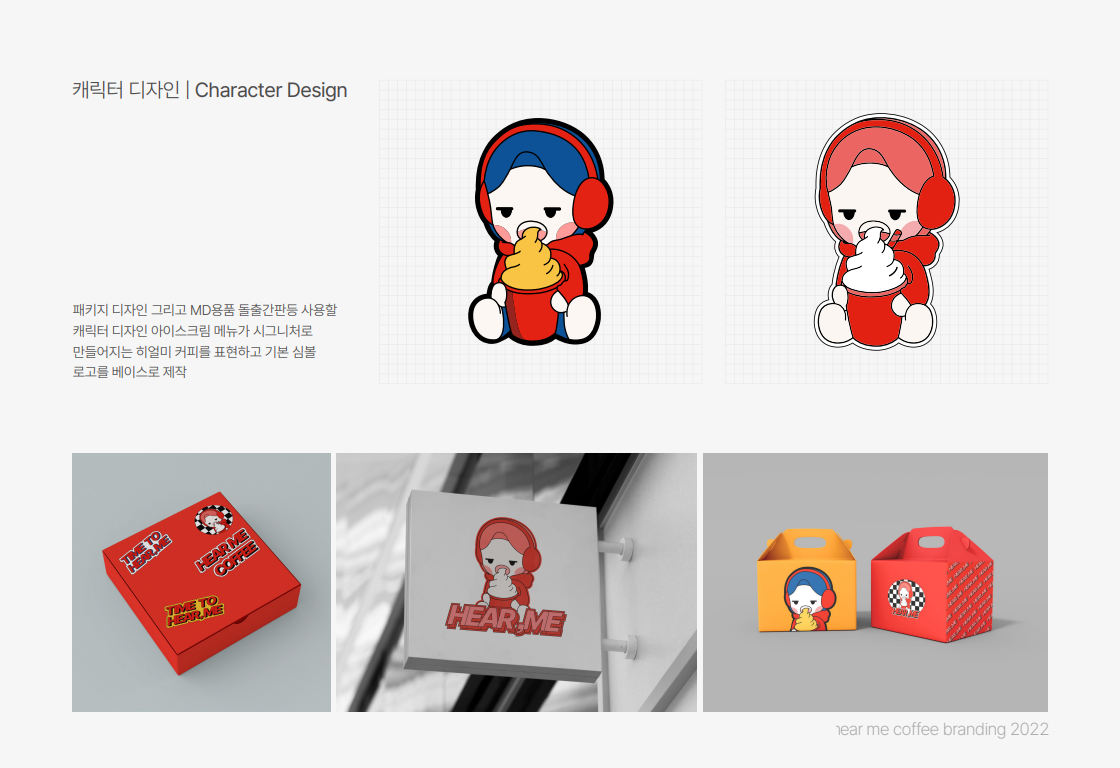 캐릭터 디자인 | Character Design
패키지 디자인 그리고 MD용품 돌출간판등 사용할
캐릭터 디자인 아이스크림 메뉴가 시그니처로
만들어지는 히얼미 커피를 표현하고 기본 심볼
로고를 베이스로 제작
TIME TO
HEAR,ME
HEAR,ME
COFFEE
TIME TO
HEAR,ME
HEAR,ME
HEAR,ME
hear me coffee branding 2022